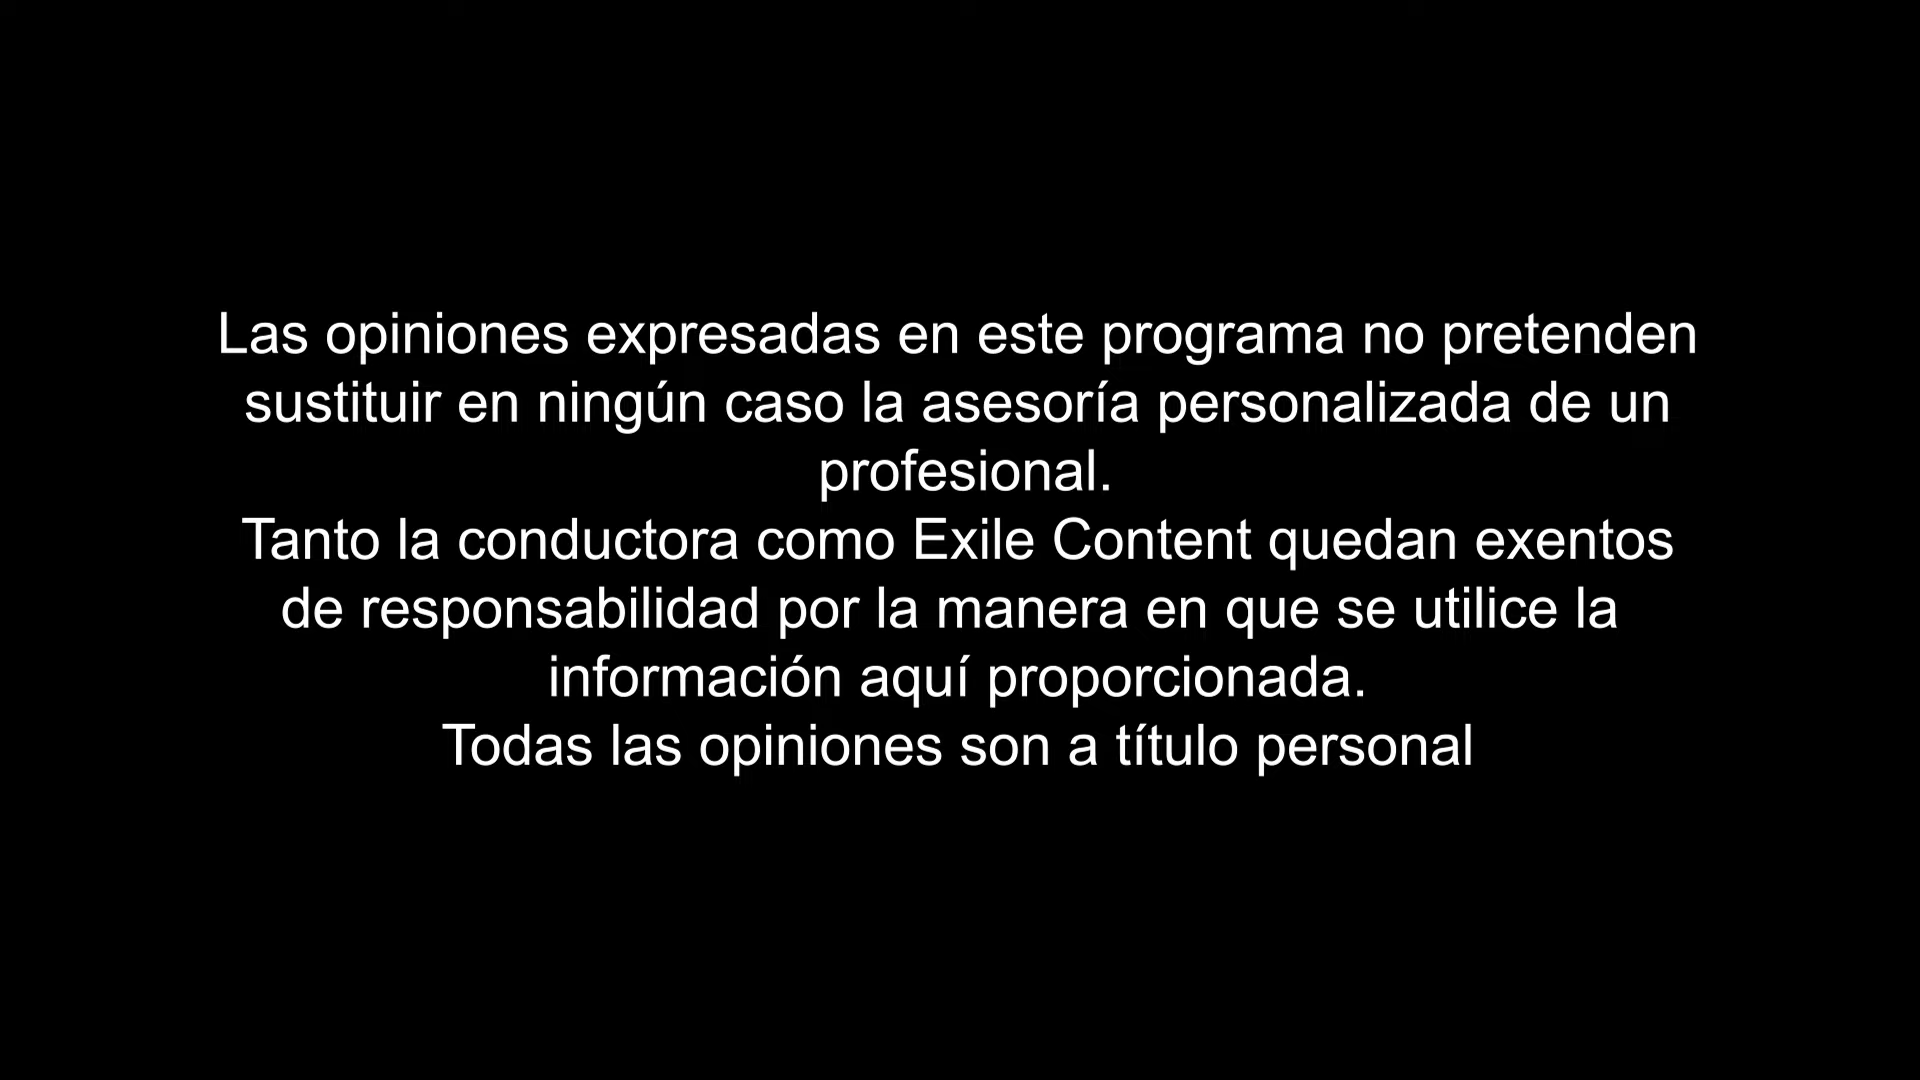 Las opiniones expresadas en este programa no pretenden
sustituir en ningún caso la asesoría personalizada de un
profesional.
Tanto la conductora como Exile Content quedan exentos
de responsabilidad por la manera en que se utilice la
información aquí proporcionada.
Todas las opiniones son a título personal